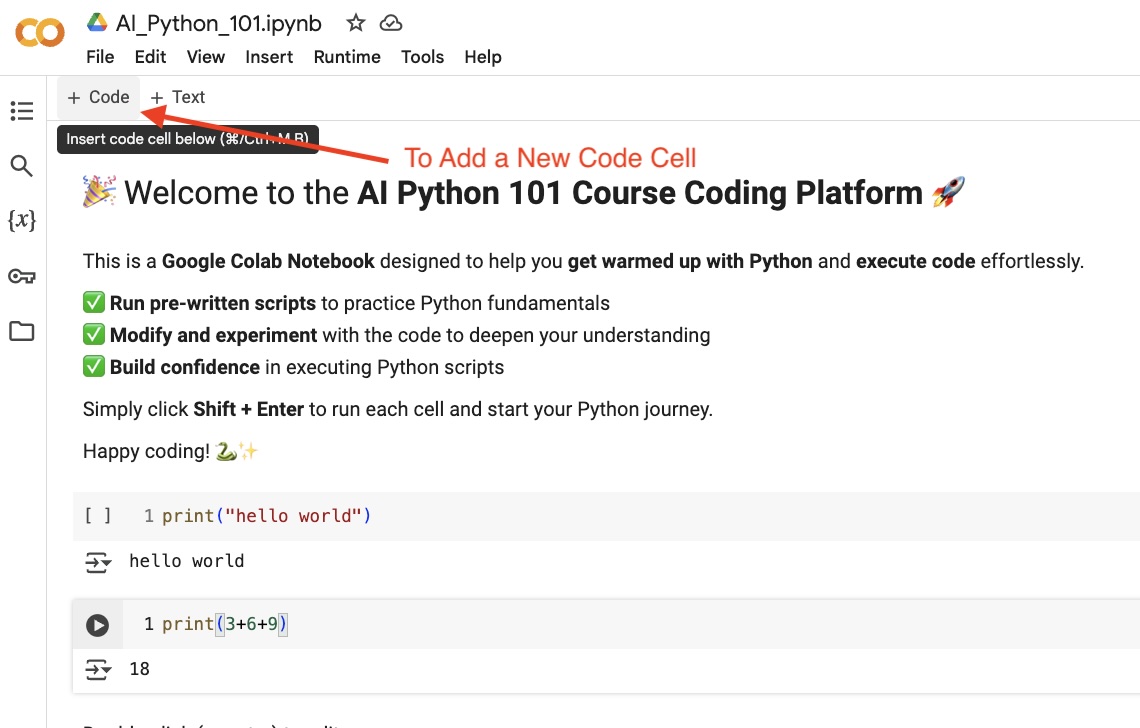 AI_Python_101.ipynb
File Edit View Insert Runtime Tools Help
+ Code + Text
Insert code cell below (⌘/Ctrl+M B)
To Add a New Code Cell
🎉 Welcome to the AI Python 101 Course Coding Platform 🚀
This is a Google Colab Notebook designed to help you get warmed up with Python and execute code effortlessly.
✅ Run pre-written scripts to practice Python fundamentals
✅ Modify and experiment with the code to deepen your understanding
✅ Build confidence in executing Python scripts
Simply click Shift + Enter to run each cell and start your Python journey.
Happy coding! 🐍✨
[ ] 1 print("hello world")
hello world
1 print(3+6+9)
18